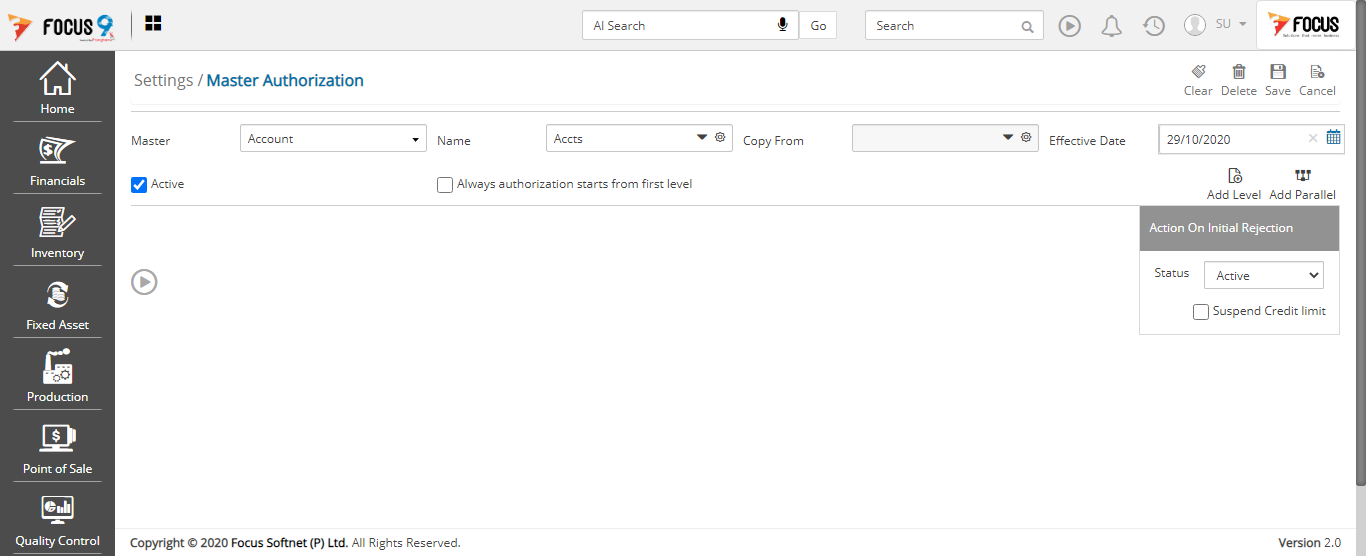 FOCUS 9
AI Search
Go
Search
SU
FOCUS
Home
Financials
Inventory
Fixed Asset
Production
Point of Sale
Quality Control
Settings / Master Authorization
Clear Delete Save Cancel
Master Account Name Accts Copy From Effective Date 29/10/2020
Active Always authorization starts from first level
Add Level Add Parallel
Action On Initial Rejection
Status Active
Suspend Credit limit
Copyright © 2020 Focus Softnet (P) Ltd. All Rights Reserved.
Version 2.0